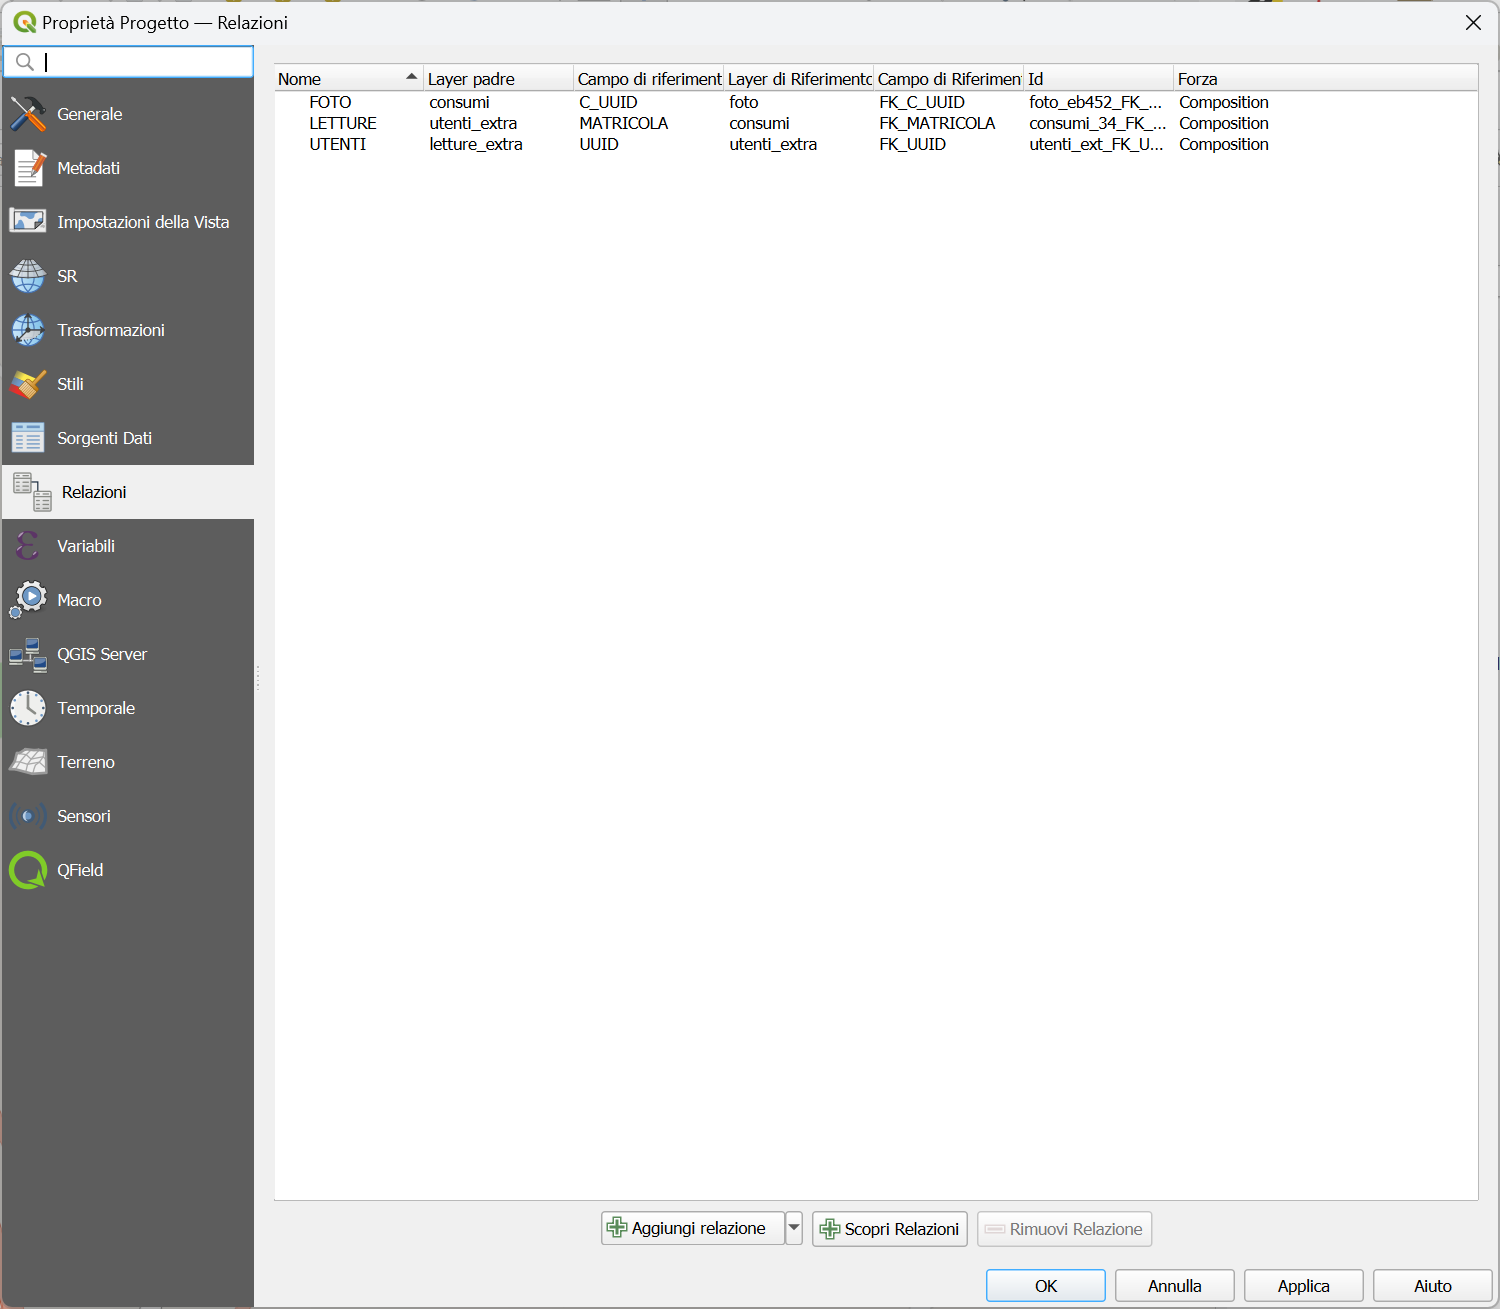 Proprietà Progetto — Relazioni
Generale
Metadati
Impostazioni della Vista
SR
Trasformazioni
Stili
Sorgenti Dati
Relazioni
Variabili
Macro
QGIS Server
Temporale
Terreno
Sensori
QField
Nome Layer padre Campo di riferiment Layer di Riferimento Campo di Riferimen Id Forza
FOTO consumi C_UUID foto FK_C_UUID foto_eb452_FK_... Composition
LETTURE utenti_extra MATRICOLA consumi FK_MATRICOLA consumi_34_FK_... Composition
UTENTI letture_extra UUID utenti_extra FK_UUID utenti_ext_FK_U... Composition
Aggiungi relazione Scopri Relazioni Rimuovi Relazione
OK Annulla Applica Aiuto